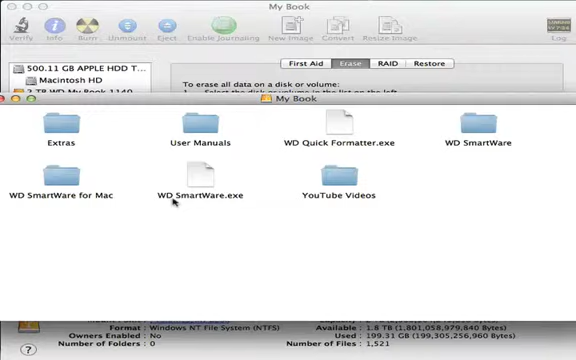 My Book
Verify Info Burn Unmount Eject Enable Journaling New Image Convert Resize Image Log
500.11 GB APPLE HDD T...
First Aid Erase RAID Restore
Macintosh HD
To erase all data on a disk or volume:
My Book
Extras User Manuals WD Quick Formatter.exe WD SmartWare
WD SmartWare for Mac WD SmartWare.exe YouTube Videos
Format : Windows NT File System (NTFS) Available : 1.8 TB (1,801,058,979,840 Bytes)
Owners Enabled : No Used : 199.31 GB (199,305,256,960 Bytes)
Number of Folders : 0 Number of Files : 1,521
?